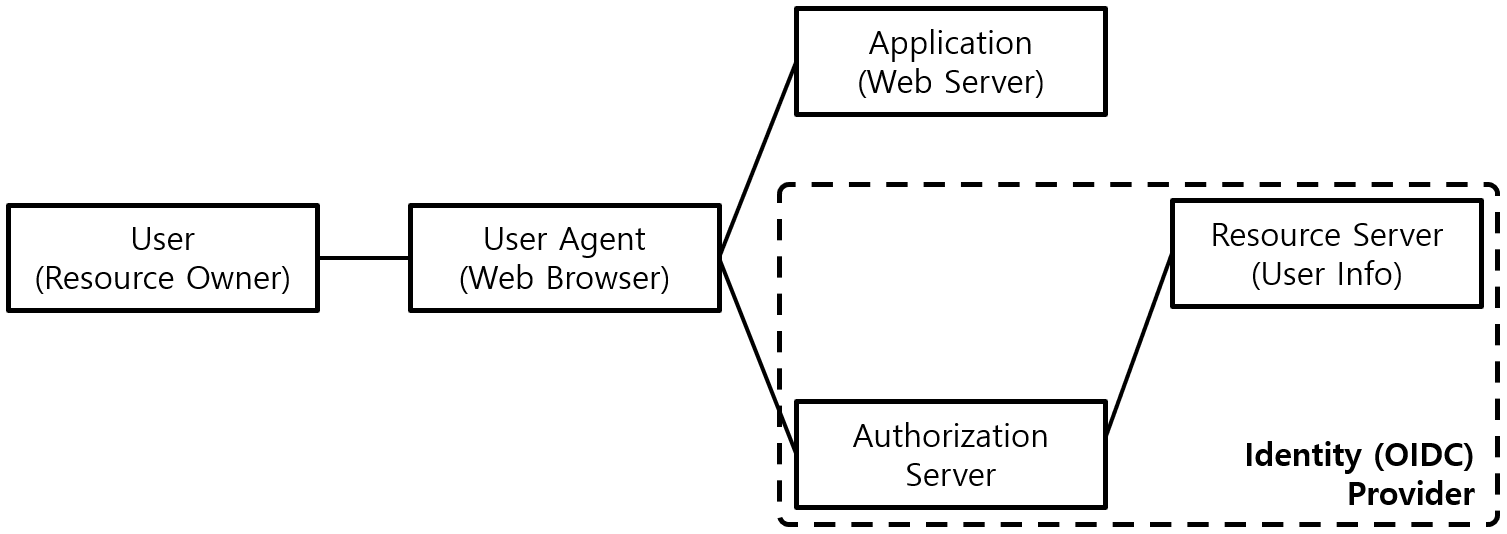 Application
(Web Server)
User
(Resource Owner)
User Agent
(Web Browser)
Resource Server
(User Info)
Authorization
Server
Identity (OIDC)
Provider